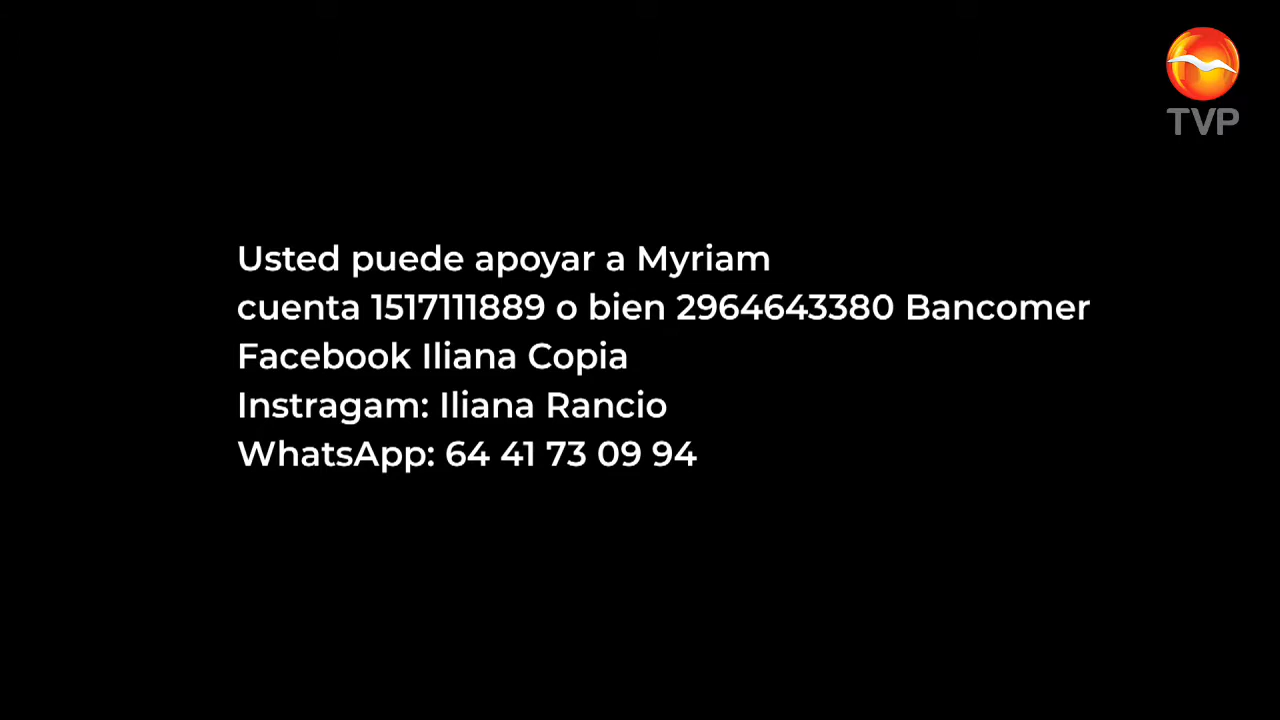 TVP
Usted puede apoyar a Myriam
cuenta 1517111889 o bien 2964643380 Bancomer
Facebook Iliana Copia
Instragam: Iliana Rancio
WhatsApp: 64 41 73 09 94